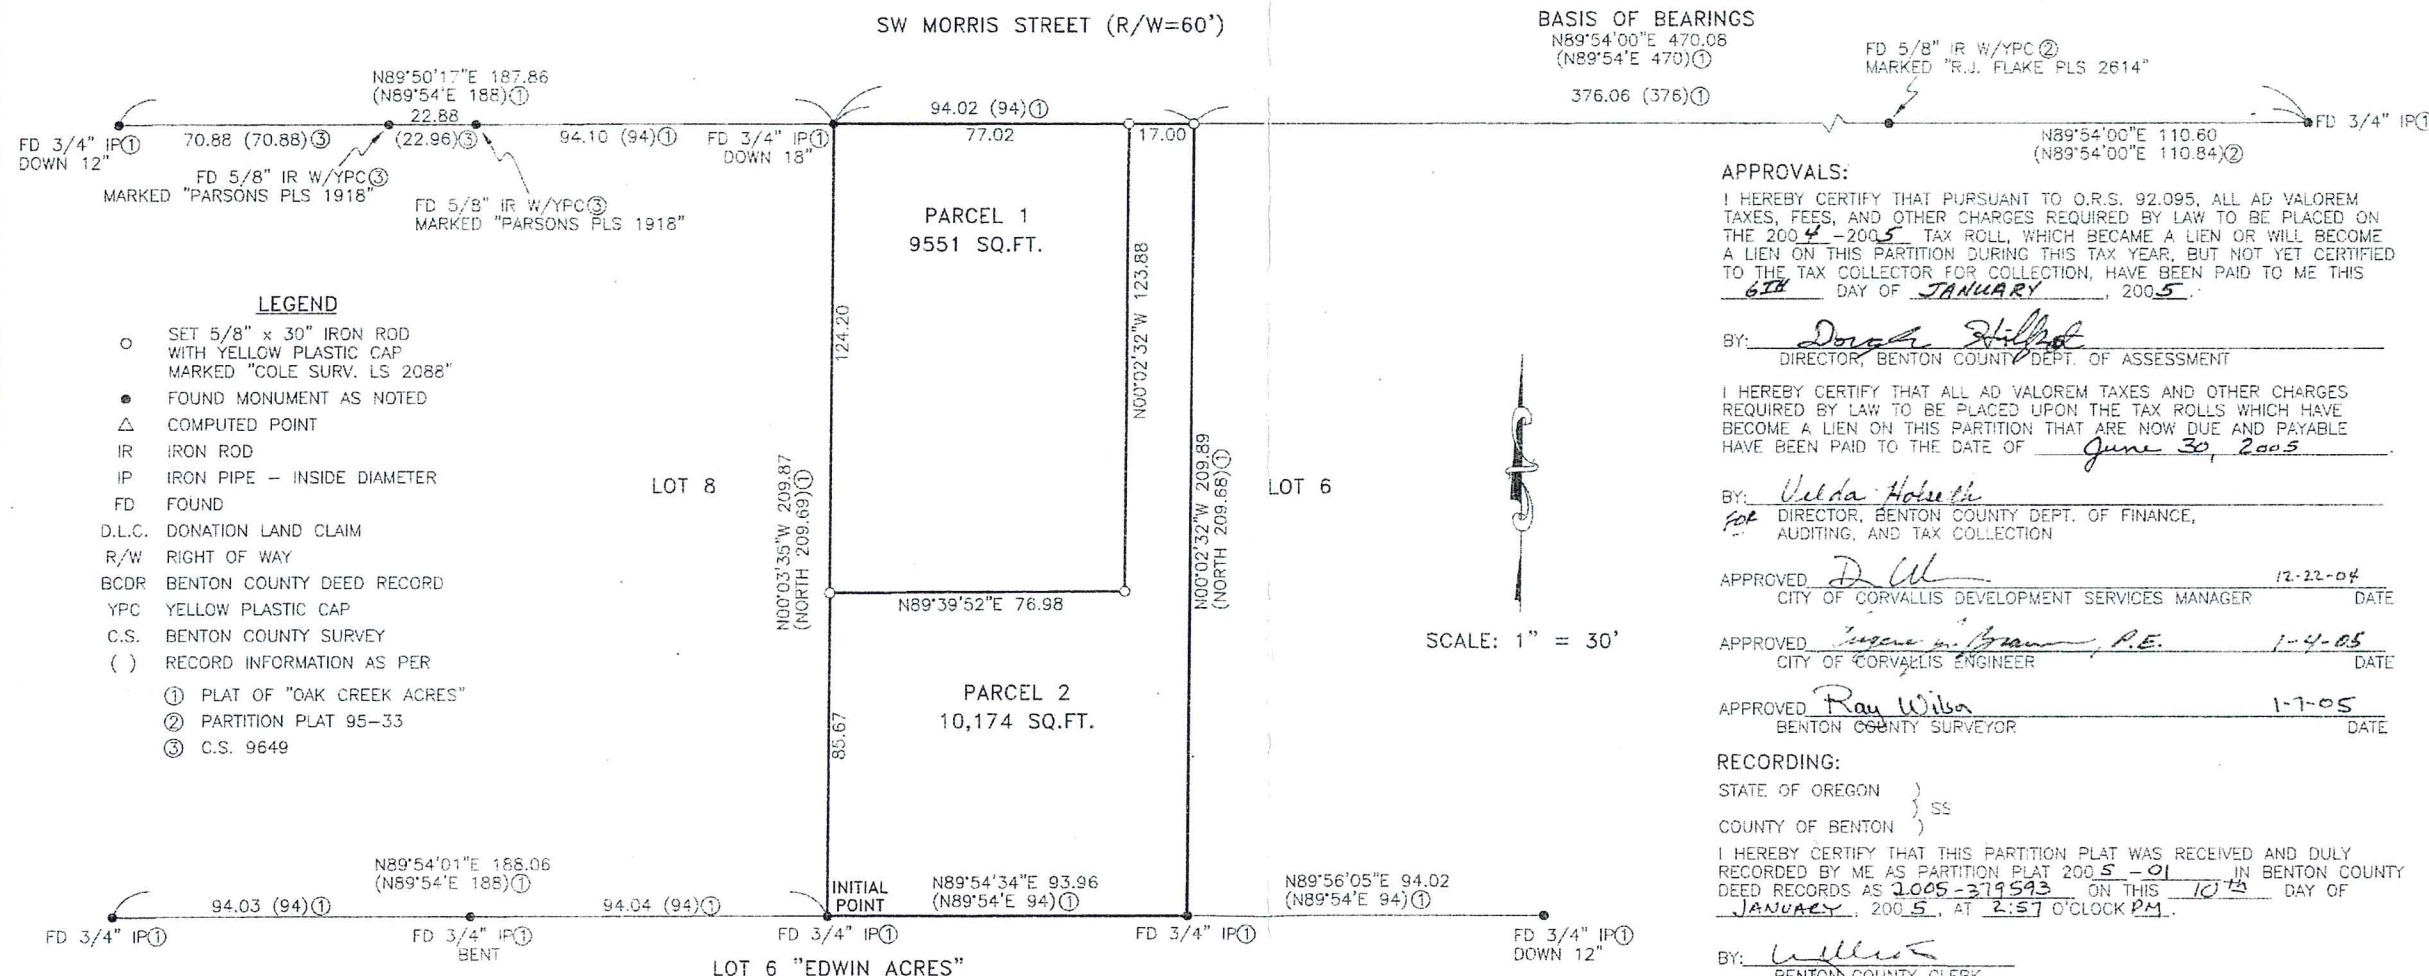 SW MORRIS STREET (R/W=60')
BASIS OF BEARINGS
N89°54'00"E 470.08
(N89°54'E 470)①
376.06 (376)①
FD 5/8" IR W/YPC②
MARKED "R.J. FLAKE PLS 2614"
N89°50'17"E 187.86
(N89°54'E 188)①
22.88
(22.96)③
70.88 (70.88)③
94.10 (94)①
FD 3/4" IP①
DOWN 12"
FD 5/8" IR W/YPC③
MARKED "PARSONS PLS 1918"
FD 5/8" IR W/YPC③
MARKED "PARSONS PLS 1918"
FD 3/4" IP①
DOWN 18"
94.02 (94)①
77.02
17.00
N89°54'00"E 110.60
(N89°54'00"E 110.84)②
FD 3/4" IP①
PARCEL 1
9551 SQ.FT.
124.20
N00°02'32"W 123.88
N00°03'35"W 209.87
(NORTH 209.69)①
N00°02'32"W 209.89
(NORTH 209.68)①
LOT 8
LOT 6
N89°39'52"E 76.98
85.67
PARCEL 2
10,174 SQ.FT.
SCALE: 1" = 30'
LEGEND
SET 5/8" x 30" IRON ROD
WITH YELLOW PLASTIC CAP
MARKED "COLE SURV. LS 2088"
FOUND MONUMENT AS NOTED
COMPUTED POINT
IR IRON ROD
IP IRON PIPE – INSIDE DIAMETER
FD FOUND
D.L.C. DONATION LAND CLAIM
R/W RIGHT OF WAY
BCDR BENTON COUNTY DEED RECORD
YPC YELLOW PLASTIC CAP
C.S. BENTON COUNTY SURVEY
( ) RECORD INFORMATION AS PER
① PLAT OF "OAK CREEK ACRES"
② PARTITION PLAT 95-33
③ C.S. 9649
N89°54'01"E 188.06
(N89°54'E 188)①
94.03 (94)①
94.04 (94)①
INITIAL
POINT
N89°54'34"E 93.96
(N89°54'E 94)①
N89°56'05"E 94.02
(N89°54'E 94)①
FD 3/4" IP①
FD 3/4" IP①
BENT
FD 3/4" IP①
FD 3/4" IP①
FD 3/4" IP①
DOWN 12"
LOT 6 "EDWIN ACRES"
APPROVALS:
I HEREBY CERTIFY THAT PURSUANT TO O.R.S. 92.095, ALL AD VALOREM
TAXES, FEES, AND OTHER CHARGES REQUIRED BY LAW TO BE PLACED ON
THE 2004-2005 TAX ROLL, WHICH BECAME A LIEN OR WILL BECOME
A LIEN ON THIS PARTITION DURING THIS TAX YEAR, BUT NOT YET CERTIFIED
TO THE TAX COLLECTOR FOR COLLECTION, HAVE BEEN PAID TO ME THIS
6TH DAY OF JANUARY, 2005.
BY:
DIRECTOR, BENTON COUNTY DEPT. OF ASSESSMENT
I HEREBY CERTIFY THAT ALL AD VALOREM TAXES AND OTHER CHARGES
REQUIRED BY LAW TO BE PLACED UPON THE TAX ROLLS WHICH HAVE
BECOME A LIEN ON THIS PARTITION THAT ARE NOW DUE AND PAYABLE
HAVE BEEN PAID TO THE DATE OF June 30, 2005.
BY: Velda Holseth
FOR DIRECTOR, BENTON COUNTY DEPT. OF FINANCE,
AUDITING, AND TAX COLLECTION
APPROVED 12-22-04
CITY OF CORVALLIS DEVELOPMENT SERVICES MANAGER DATE
APPROVED , P.E. 1-4-05
CITY OF CORVALLIS ENGINEER DATE
APPROVED Ray Wilson 1-7-05
BENTON COUNTY SURVEYOR DATE
RECORDING:
STATE OF OREGON )
) SS
COUNTY OF BENTON )
I HEREBY CERTIFY THAT THIS PARTITION PLAT WAS RECEIVED AND DULY
RECORDED BY ME AS PARTITION PLAT 2005-01 IN BENTON COUNTY
DEED RECORDS AS 2005-379593 ON THIS 10th DAY OF
JANUARY, 2005, AT 2:57 O'CLOCK PM.
BY:
BENTON COUNTY CLERK